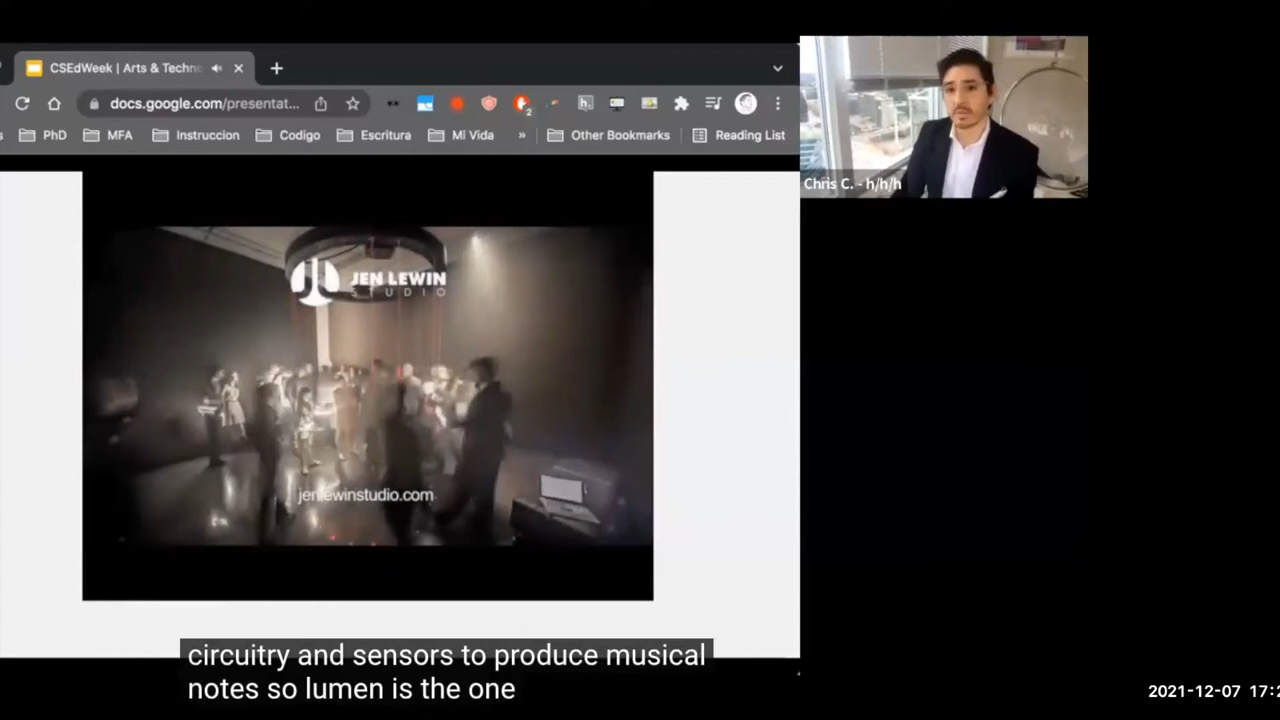 CSEdWeek | Arts & Techn
docs.google.com/presentat...
2
h.
s
PhD
MFA
Instruccion
Codigo
Escritura
Mi Vida
»
Other Bookmarks
Reading List
Chris C. - h/h/h
JEN LEWIN
STUDIO
jenlewinstudio.com
circuitry and sensors to produce musical
notes so lumen is the one
2021-12-07 17:2